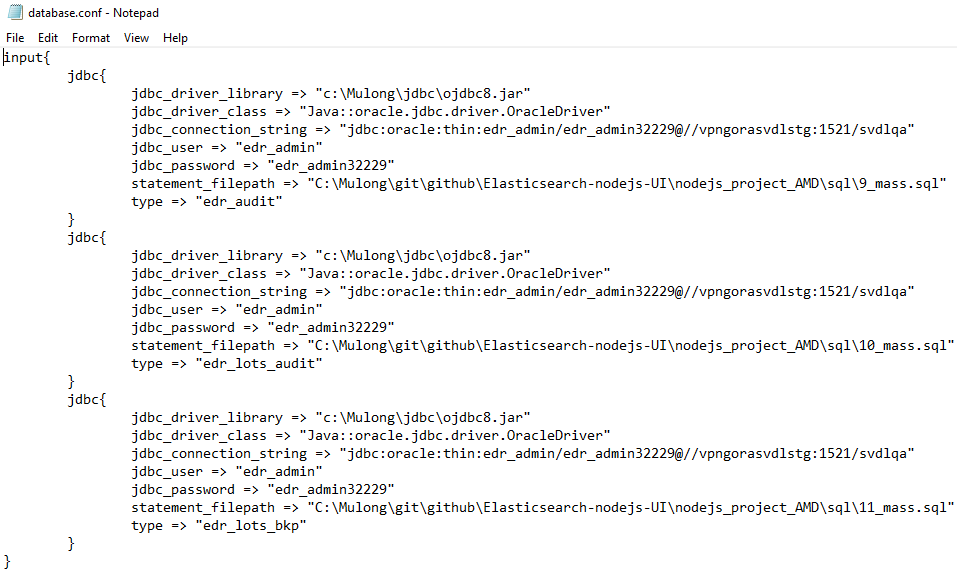 database.conf - Notepad
File Edit Format View Help
input{
jdbc{
jdbc_driver_library => "c:\Mulong\jdbc\ojdbc8.jar"
jdbc_driver_class => "Java::oracle.jdbc.driver.OracleDriver"
jdbc_connection_string => "jdbc:oracle:thin:edr_admin/edr_admin32229@//vpngorasvdlstg:1521/svdlqa"
jdbc_user => "edr_admin"
jdbc_password => "edr_admin32229"
statement_filepath => "C:\Mulong\git\github\Elasticsearch-nodejs-UI\nodejs_project_AMD\sql\9_mass.sql"
type => "edr_audit"
}
jdbc{
jdbc_driver_library => "c:\Mulong\jdbc\ojdbc8.jar"
jdbc_driver_class => "Java::oracle.jdbc.driver.OracleDriver"
jdbc_connection_string => "jdbc:oracle:thin:edr_admin/edr_admin32229@//vpngorasvdlstg:1521/svdlqa"
jdbc_user => "edr_admin"
jdbc_password => "edr_admin32229"
statement_filepath => "C:\Mulong\git\github\Elasticsearch-nodejs-UI\nodejs_project_AMD\sql\10_mass.sql"
type => "edr_lots_audit"
}
jdbc{
jdbc_driver_library => "c:\Mulong\jdbc\ojdbc8.jar"
jdbc_driver_class => "Java::oracle.jdbc.driver.OracleDriver"
jdbc_connection_string => "jdbc:oracle:thin:edr_admin/edr_admin32229@//vpngorasvdlstg:1521/svdlqa"
jdbc_user => "edr_admin"
jdbc_password => "edr_admin32229"
statement_filepath => "C:\Mulong\git\github\Elasticsearch-nodejs-UI\nodejs_project_AMD\sql\11_mass.sql"
type => "edr_lots_bkp"
}
}